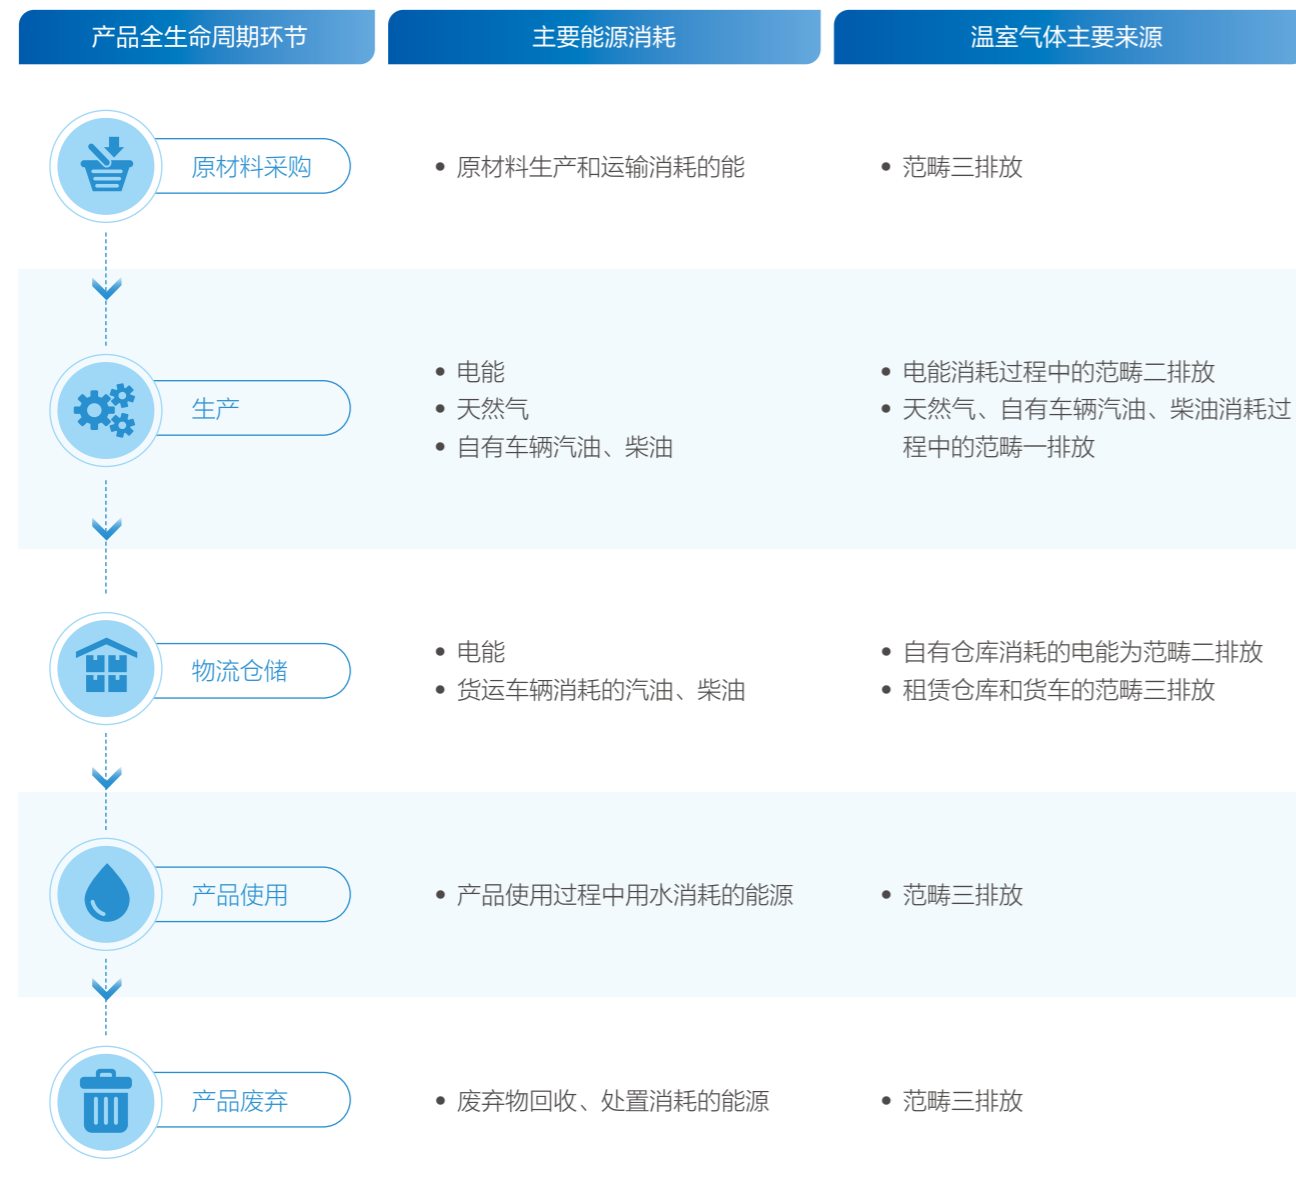 产品全生命周期环节
主要能源消耗
温室气体主要来源
原材料采购
• 原材料生产和运输消耗的能
• 范畴三排放
生产
• 电能
• 天然气
• 自有车辆汽油、柴油
• 电能消耗过程中的范畴二排放
• 天然气、自有车辆汽油、柴油消耗过
程中的范畴一排放
物流仓储
• 电能
• 货运车辆消耗的汽油、柴油
• 自有仓库消耗的电能为范畴二排放
• 租赁仓库和货车的范畴三排放
产品使用
• 产品使用过程中用水消耗的能源
• 范畴三排放
产品废弃
• 废弃物回收、处置消耗的能源
• 范畴三排放